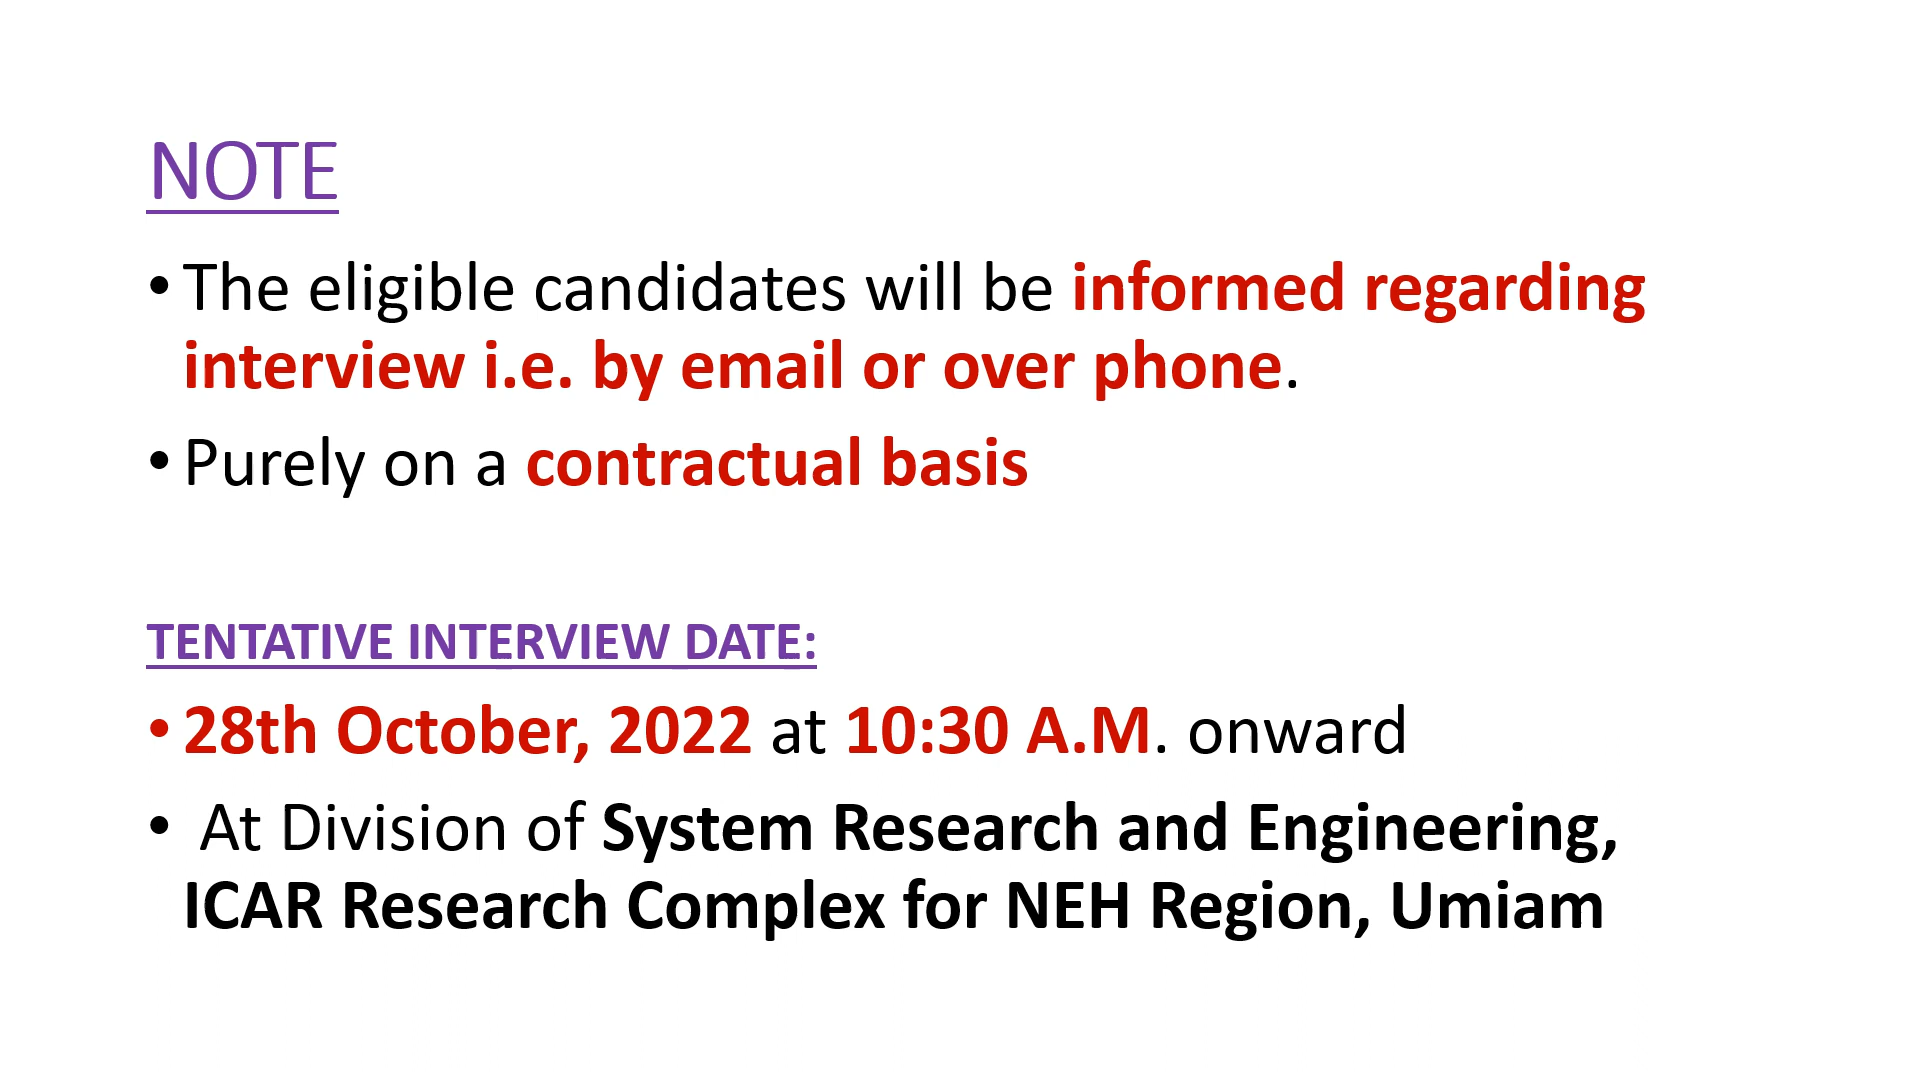 NOTE
• The eligible candidates will be informed regarding
interview i.e. by email or over phone.
• Purely on a contractual basis
TENTATIVE INTERVIEW DATE:
• 28th October, 2022 at 10:30 A.M. onward
• At Division of System Research and Engineering,
ICAR Research Complex for NEH Region, Umiam